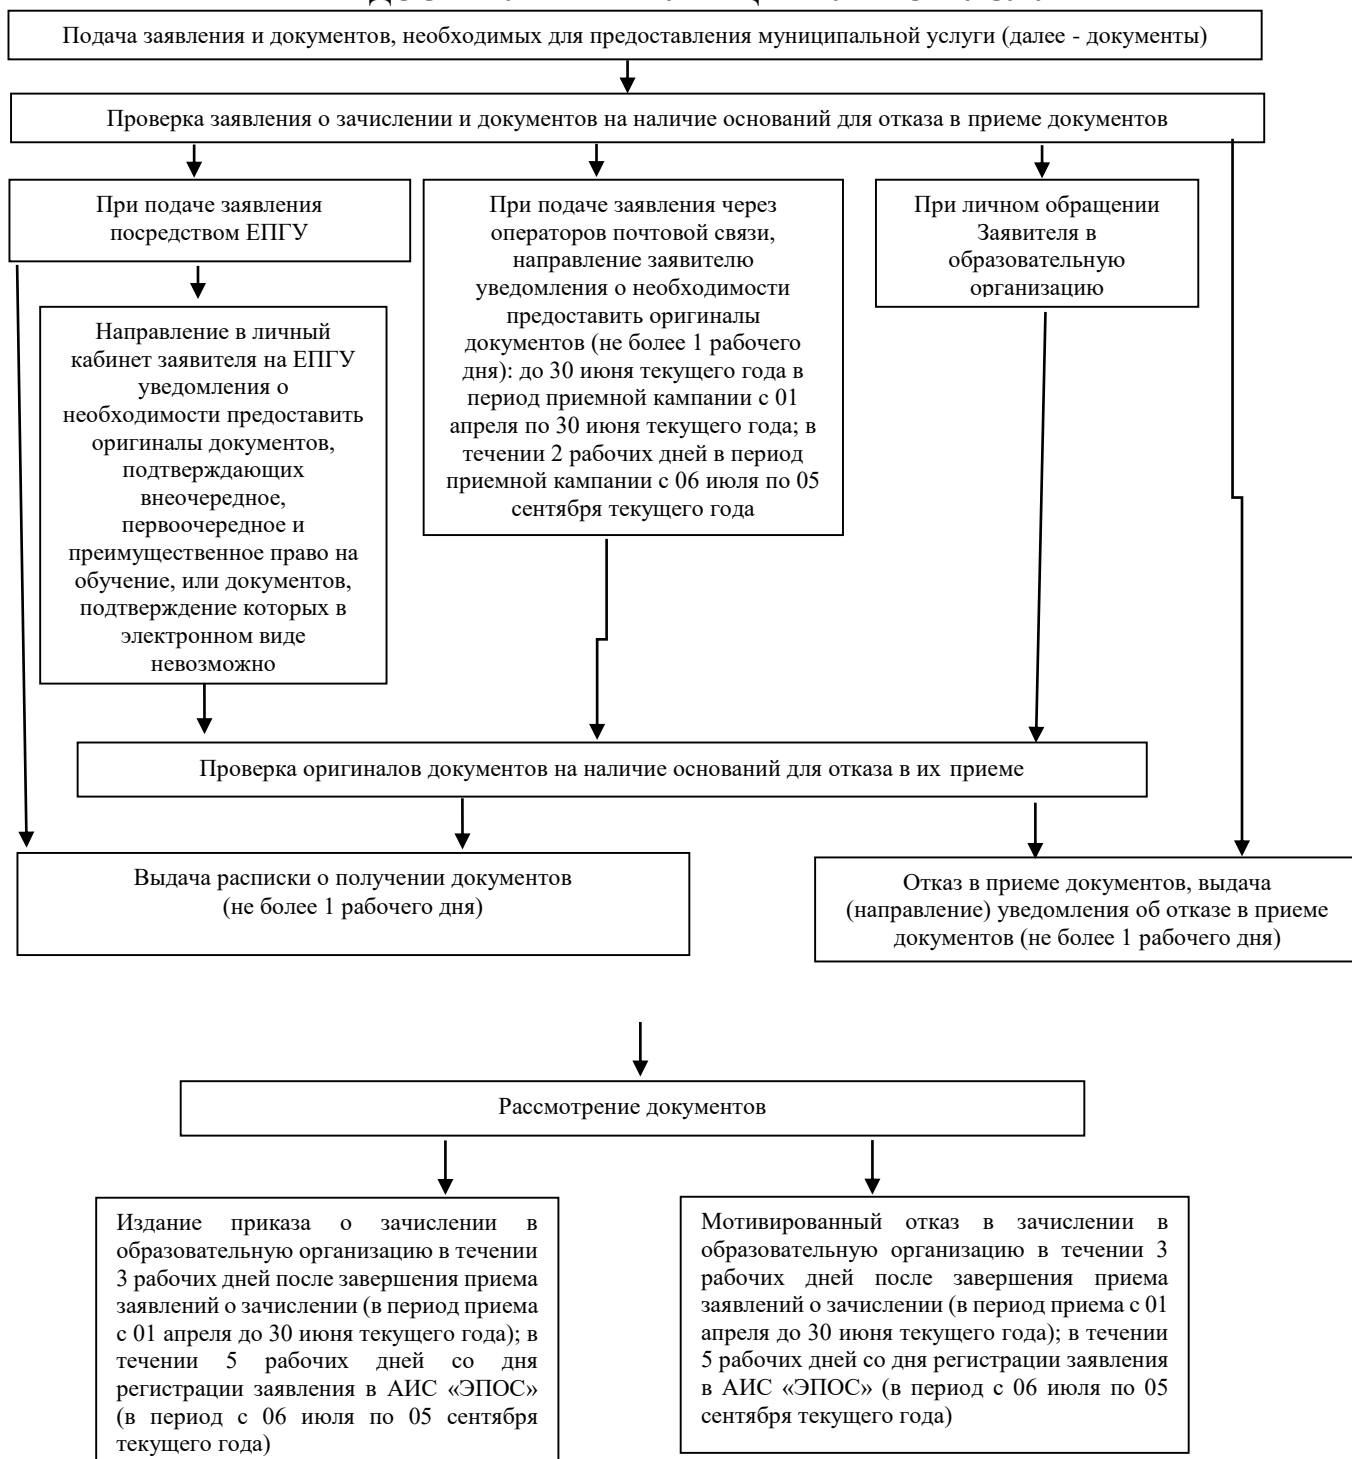 Подача заявления и документов, необходимых для предоставления муниципальной услуги (далее - документы)
Проверка заявления о зачислении и документов на наличие оснований для отказа в приеме документов
При подаче заявления
посредством ЕПГУ
При подаче заявления через
операторов почтовой связи,
направление заявителю
уведомления о необходимости
предоставить оригиналы
документов (не более 1 рабочего
дня): до 30 июня текущего года в
период приемной кампании с 01
апреля по 30 июня текущего года; в
течении 2 рабочих дней в период
приемной кампании с 06 июля по 05
сентября текущего года
При личном обращении
Заявителя в
образовательную
организацию
Направление в личный
кабинет заявителя на ЕПГУ
уведомления о
необходимости предоставить
оригиналы документов,
подтверждающих
внеочередное,
первоочередное и
преимущественное право на
обучение, или документов,
подтверждение которых в
электронном виде
невозможно
Проверка оригиналов документов на наличие оснований для отказа в их приеме
Выдача расписки о получении документов
(не более 1 рабочего дня)
Отказ в приеме документов, выдача
(направление) уведомления об отказе в приеме
документов (не более 1 рабочего дня)
Рассмотрение документов
Издание приказа о зачислении в
образовательную организацию в течении
3 рабочих дней после завершения приема
заявлений о зачислении (в период приема
с 01 апреля до 30 июня текущего года); в
течении 5 рабочих дней со дня
регистрации заявления в АИС «ЭПОС»
(в период с 06 июля по 05 сентября
текущего года)
Мотивированный отказ в зачислении в
образовательную организацию в течении 3
рабочих дней после завершения приема
заявлений о зачислении (в период приема с 01
апреля до 30 июня текущего года); в течении
5 рабочих дней со дня регистрации заявления
в АИС «ЭПОС» (в период с 06 июля по 05
сентября текущего года)